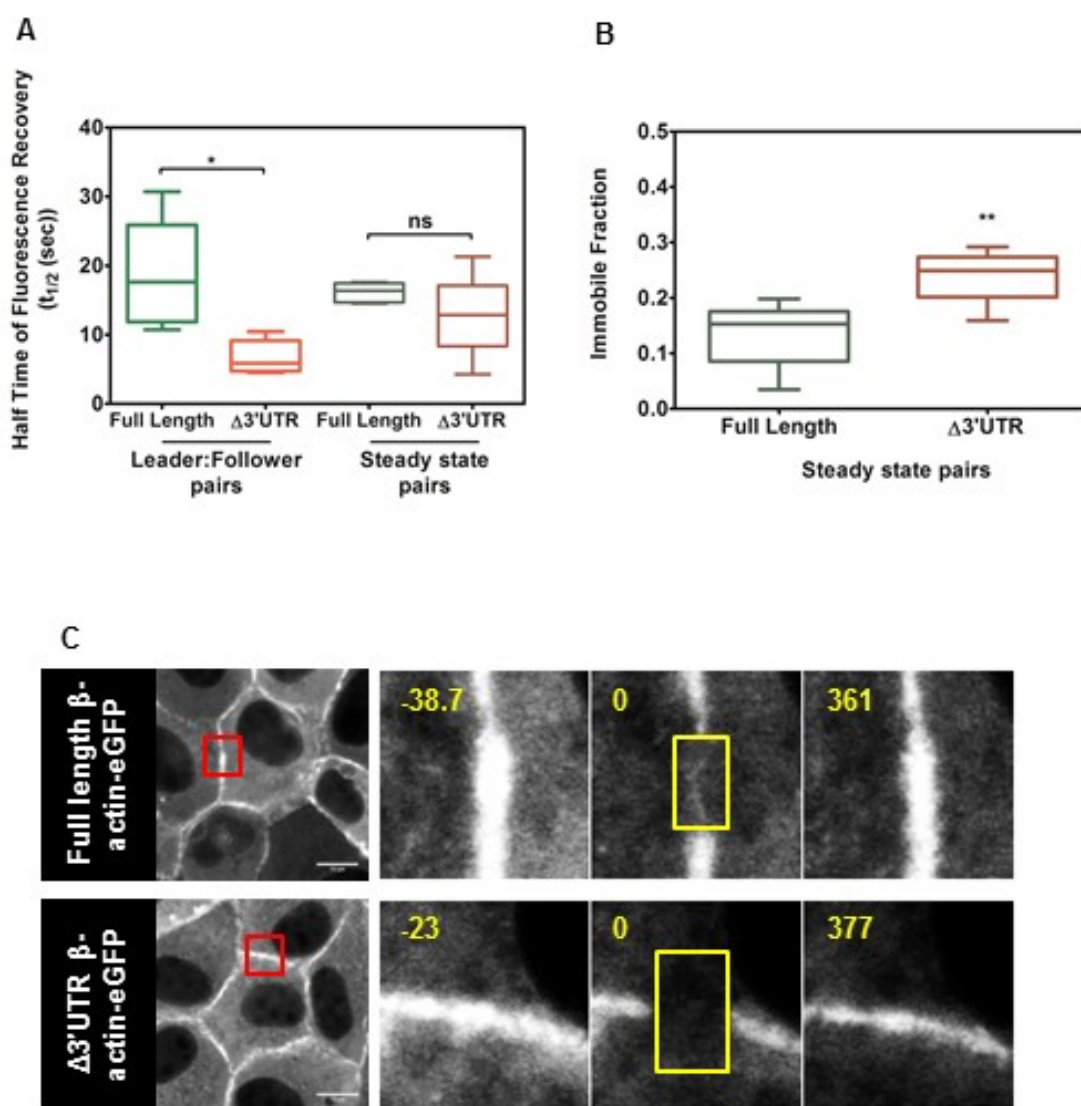 A
Half Time of Fluorescence Recovery
(t1/2 (sec))
40
30
20
10
0
*
ns
Full Length
Δ3'UTR
Full Length
Δ3'UTR
Leader:Follower
pairs
Steady state
pairs
B
Immobile Fraction
0.5
0.4
0.3
0.2
0.1
0.0
**
Full Length
Δ3'UTR
Steady state pairs
C
Full length β-
actin-eGFP
-38.7
0
361
Δ3'UTR β-
actin-eGFP
-23
0
377